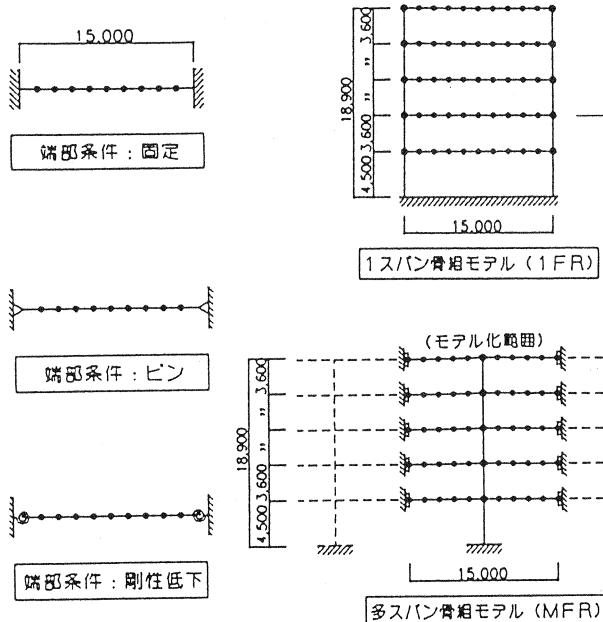 15.000
端部条件：固定
端部条件：ピン
端部条件：剛性低下
3,600
〃
〃
3,600
4,500
18,900
15.000
1スパン骨組モデル（1FR）
（モデル化範囲）
3,600
〃
〃
3,600
4,500
18,900
15.000
多スパン骨組モデル（MFR）